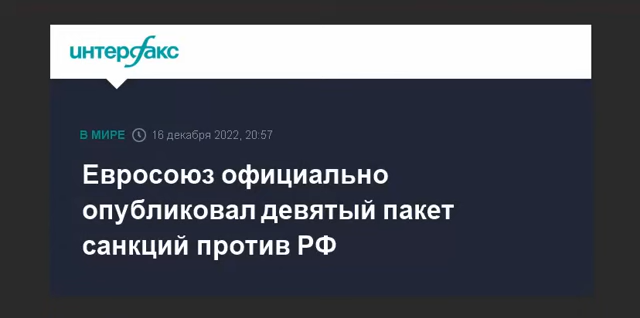 интерфакс
В МИРЕ 16 декабря 2022, 20:57
Евросоюз официально
опубликовал девятый пакет
санкций против РФ